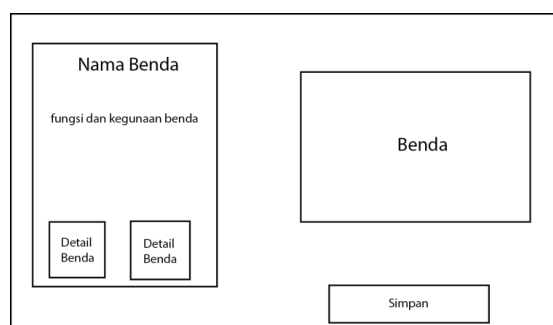 Nama Benda
fungsi dan kegunaan benda
Detail
Benda
Detail
Benda
Benda
Simpan